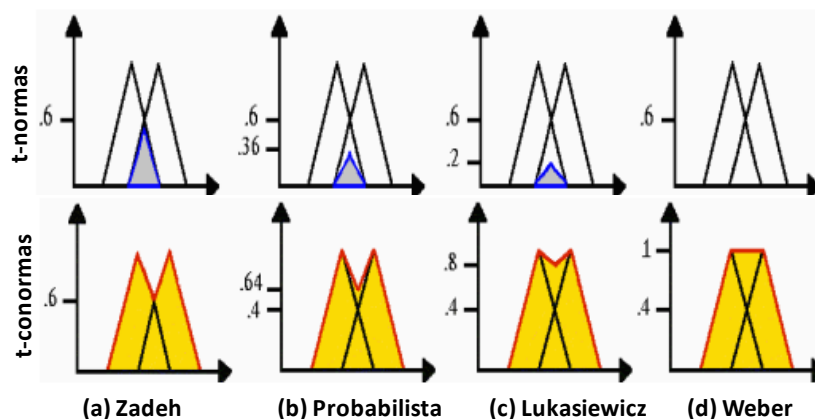 t-normas
.6
.6
.36
.6
.2
.6
t-conormas
.6
.64
.4
.8
.4
1
.4
(a) Zadeh
(b) Probabilista
(c) Lukasiewicz
(d) Weber